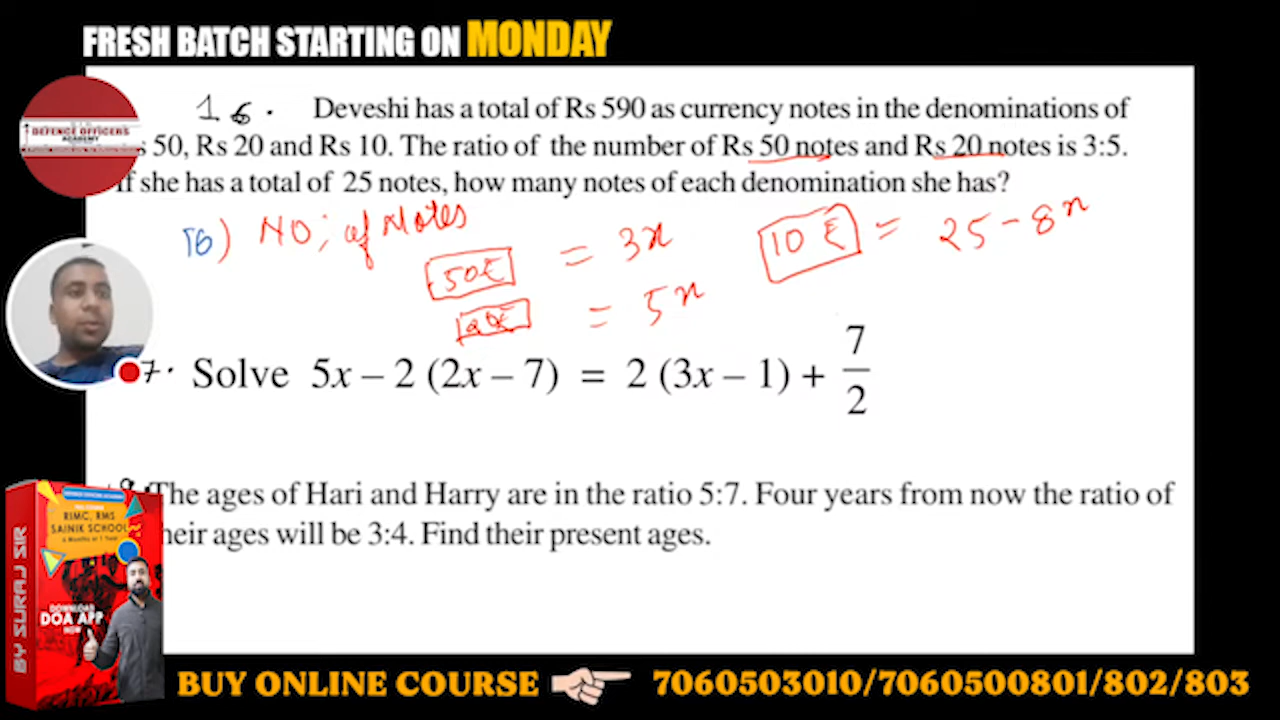 FRESH BATCH STARTING ON MONDAY
16. Deveshi has a total of Rs 590 as currency notes in the denominations of
50, Rs 20 and Rs 10. The ratio of the number of Rs 50 notes and Rs 20 notes is 3:5.
If she has a total of 25 notes, how many notes of each denomination she has?
DEFENCE OFFICERS
ACADEMY
16) NO; of Notes
50₹ = 3x
10 ₹ = 25 - 8x
20₹ = 5x
7. Solve 5x – 2 (2x – 7) = 2 (3x – 1) + 7/2
The ages of Hari and Harry are in the ratio 5:7. Four years from now the ratio of
heir ages will be 3:4. Find their present ages.
RIMC, RMS
SAINIK SCHOOL
6 Months or 1 Year
DOWNLOAD
DOA APP
NOW
BY SURAJ SIR
BUY ONLINE COURSE 7060503010/7060500801/802/803